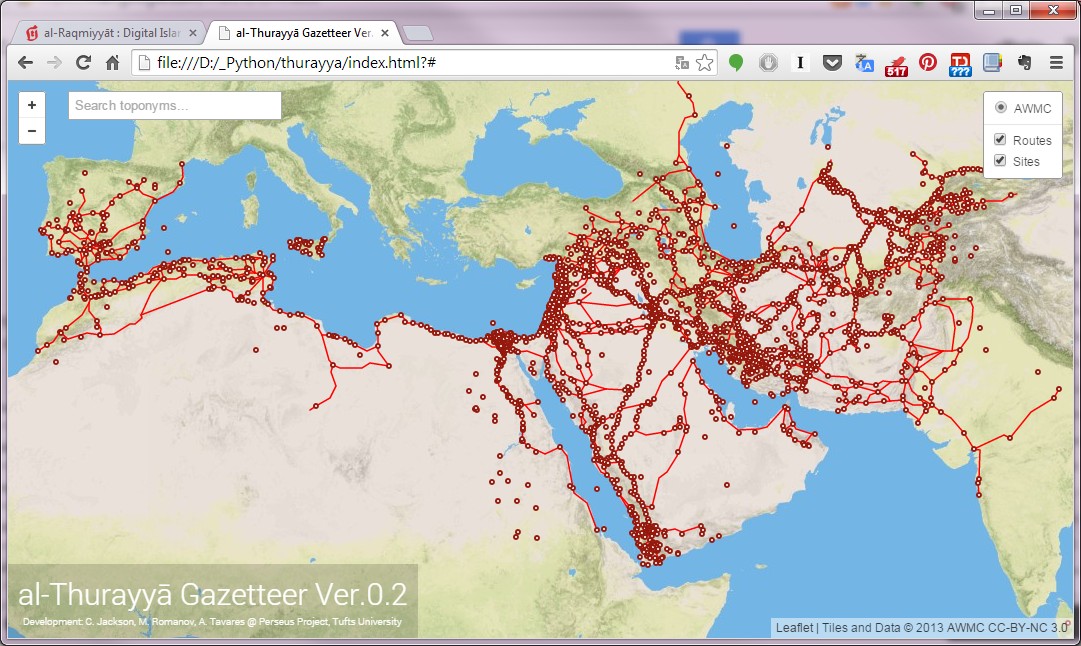 al-Raqmiyyāt : Digital Islar
al-Thurayyā Gazetteer Ver.
file:///D:/_Python/thurayya/index.html?#
517
???
+
−
Search toponyms...
AWMC
Routes
Sites
al-Thurayyā Gazetteer Ver.0.2
Development: C. Jackson, M. Romanov, A. Tavares @ Perseus Project, Tufts University
Leaflet | Tiles and Data © 2013 AWMC CC-BY-NC 3.0